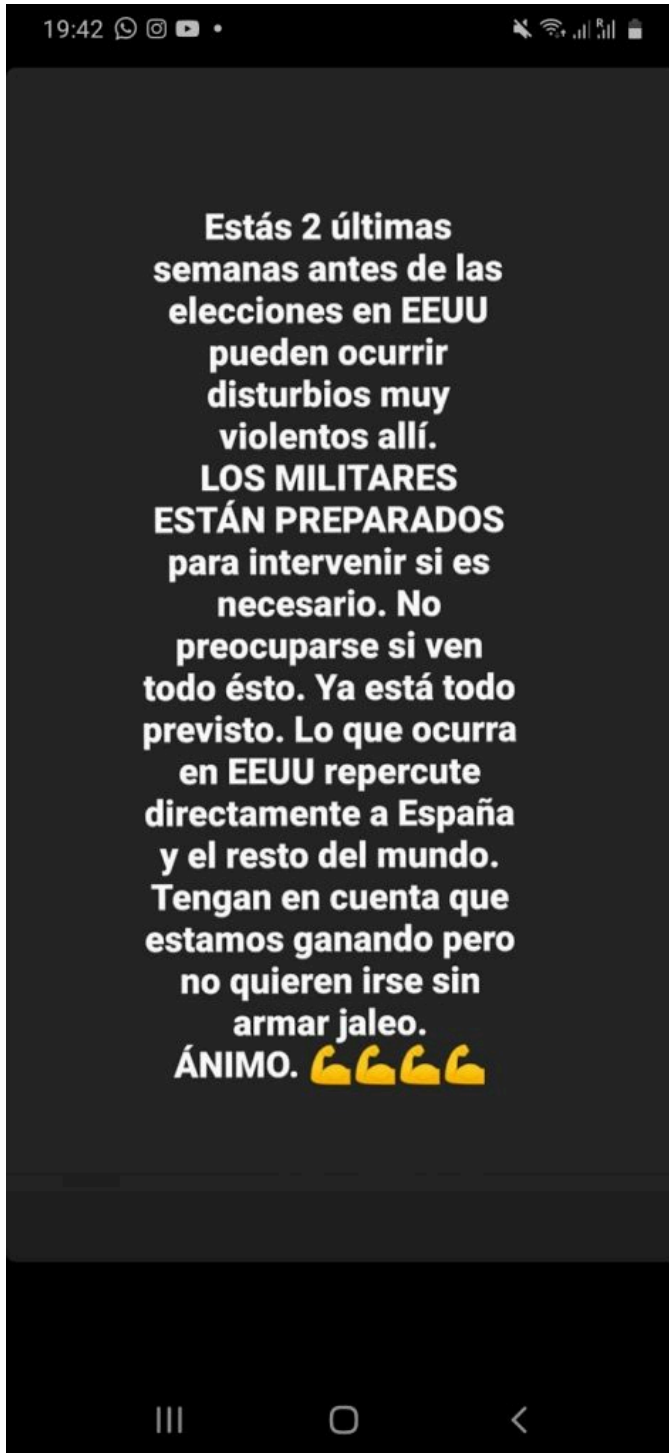 19:42
Estás 2 últimas
semanas antes de las
elecciones en EEUU
pueden ocurrir
disturbios muy
violentos allí.
LOS MILITARES
ESTÁN PREPARADOS
para intervenir si es
necesario. No
preocuparse si ven
todo ésto. Ya está todo
previsto. Lo que ocurra
en EEUU repercute
directamente a España
y el resto del mundo.
Tengan en cuenta que
estamos ganando pero
no quieren irse sin
armar jaleo.
ÁNIMO. 💪💪💪💪